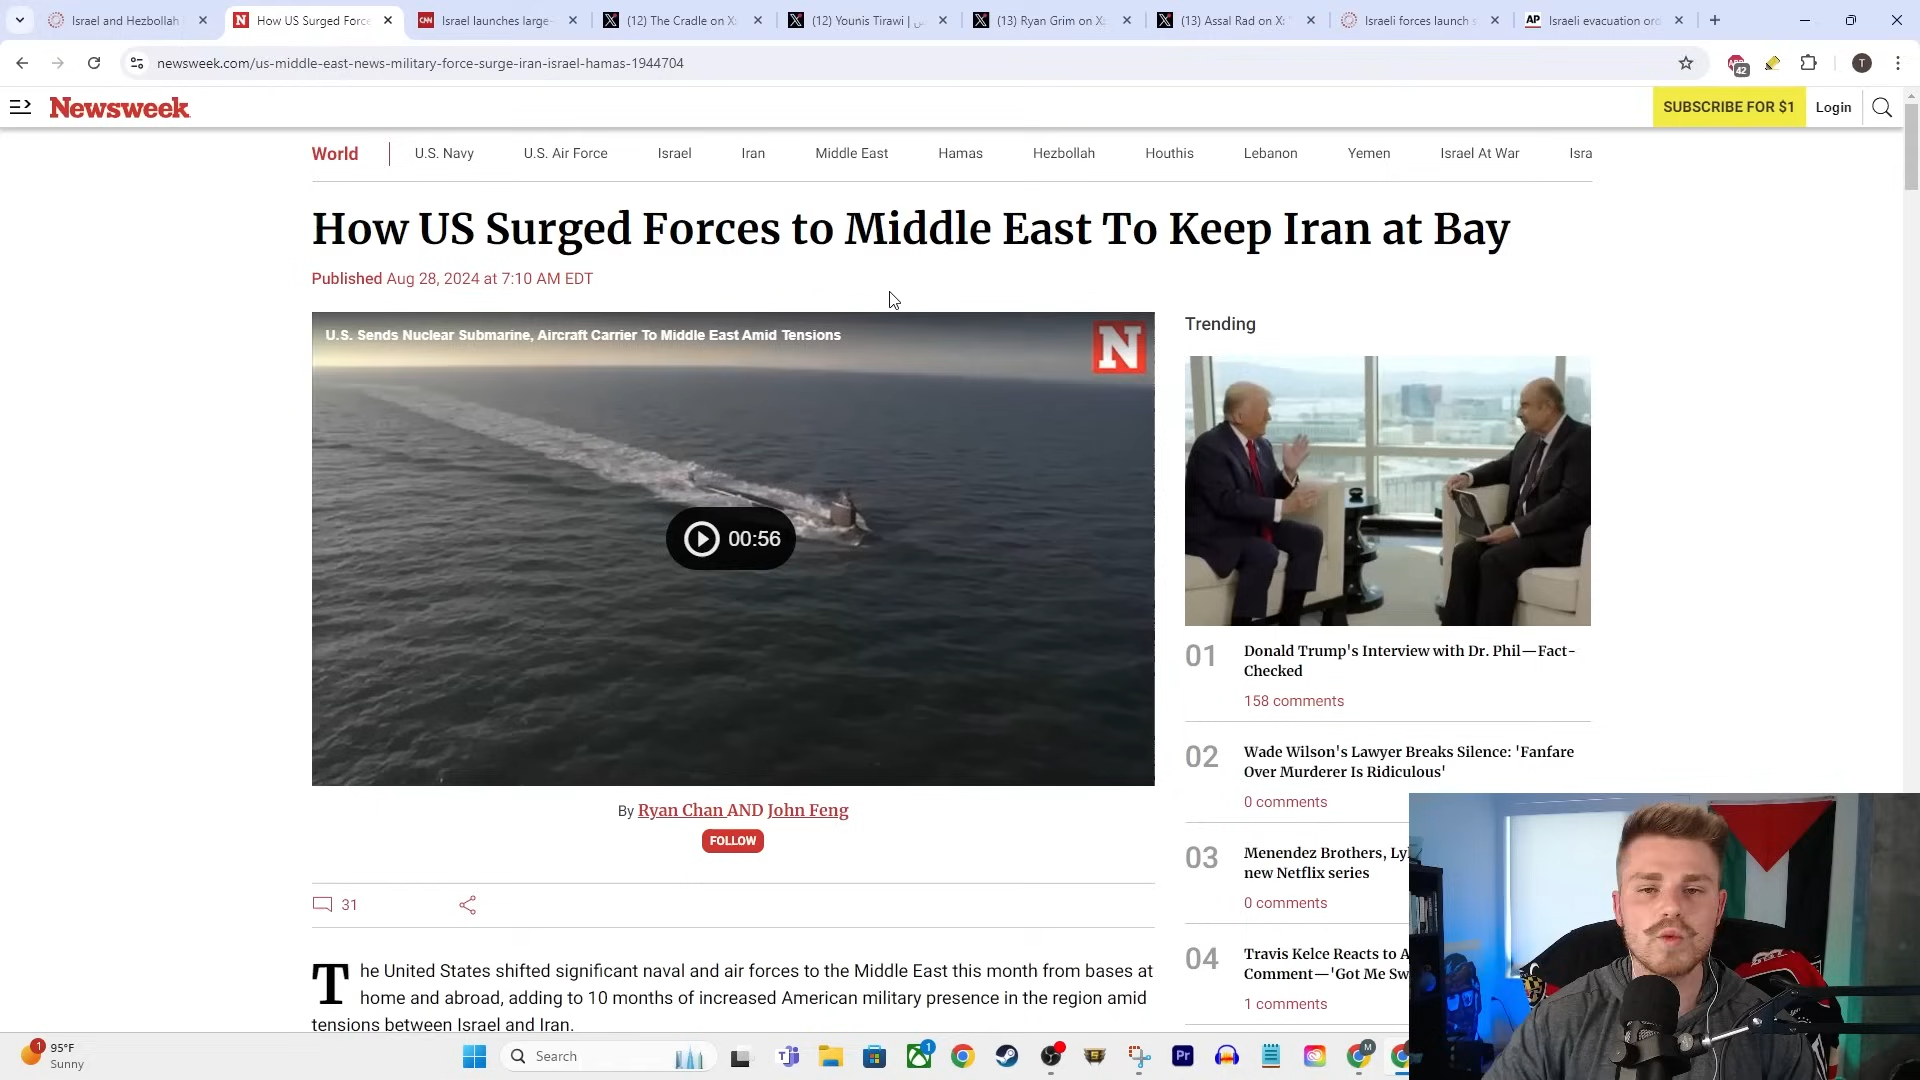 Israel and Hezbollah
How US Surged Force
CNN
Israel launches large-
(12) The Cradle on X:
(12) Younis Tirawi |
(13) Ryan Grim on X:
(13) Assal Rad on X: "
Israeli forces launch s
AP
Israeli evacuation ord
newsweek.com/us-middle-east-news-military-force-surge-iran-israel-hamas-1944704
42
T
Newsweek
SUBSCRIBE FOR $1
Login
World
U.S. Navy
U.S. Air Force
Israel
Iran
Middle East
Hamas
Hezbollah
Houthis
Lebanon
Yemen
Israel At War
Isra
How US Surged Forces to Middle East To Keep Iran at Bay
Published Aug 28, 2024 at 7:10 AM EDT
U.S. Sends Nuclear Submarine, Aircraft Carrier To Middle East Amid Tensions
N
00:56
By Ryan Chan AND John Feng
FOLLOW
31
The United States shifted significant naval and air forces to the Middle East this month from bases at
home and abroad, adding to 10 months of increased American military presence in the region amid
tensions between Israel and Iran.
Trending
01
Donald Trump's Interview with Dr. Phil—Fact-
Checked
158 comments
02
Wade Wilson's Lawyer Breaks Silence: 'Fanfare
Over Murderer Is Ridiculous'
0 comments
03
Menendez Brothers, Ly
new Netflix series
0 comments
04
Travis Kelce Reacts to A
Comment—'Got Me Sw
1 comments
1
95°F
Sunny
Search
1
Pr
M